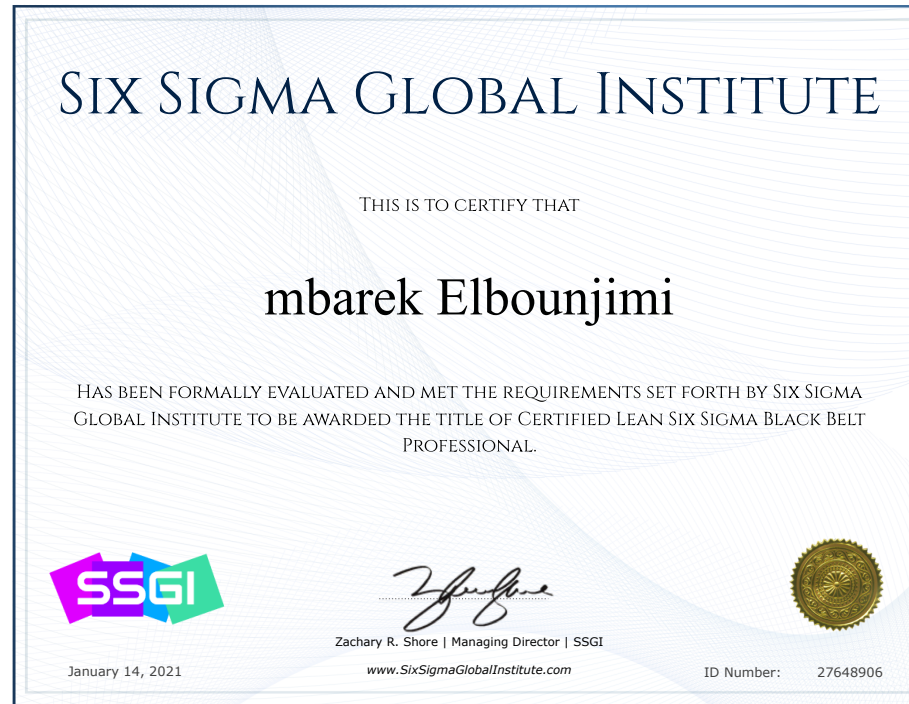 Six Sigma Global Institute
This is to certify that
mbarek Elbounjimi
Has been formally evaluated and met the requirements set forth by Six Sigma
Global Institute to be awarded the title of Certified Lean Six Sigma Black Belt
Professional.
SSGI
Zachary R. Shore | Managing Director | SSGI
January 14, 2021
www.SixSigmaGlobalInstitute.com
ID Number: 27648906